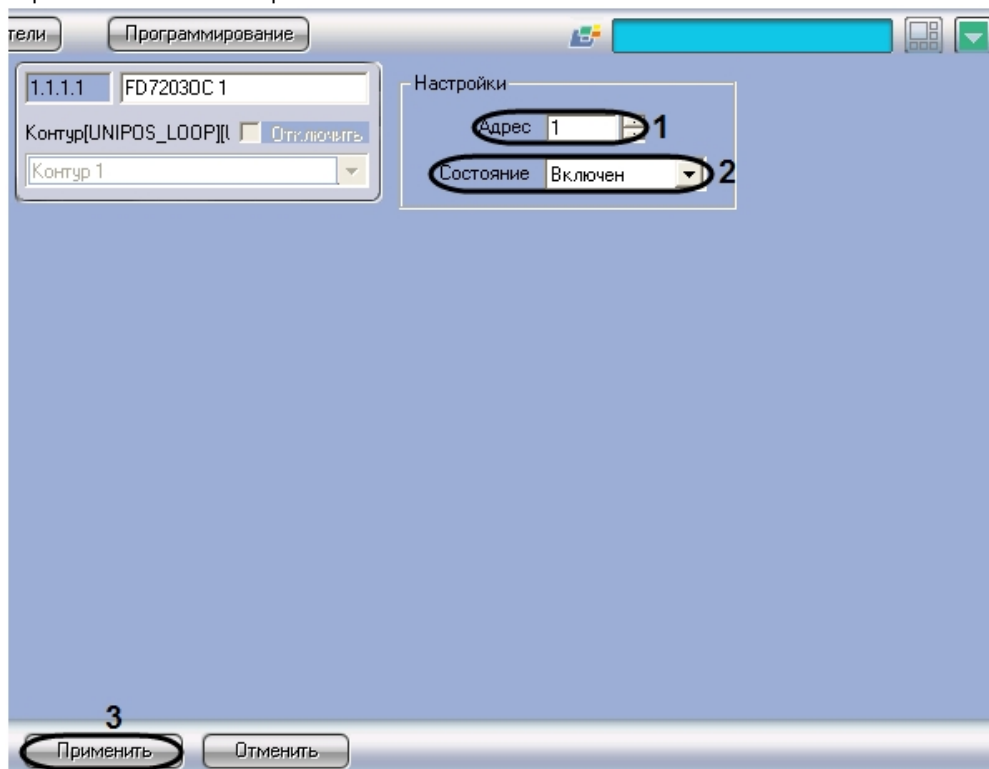 тели Программирование
1.1.1.1 FD7203OC 1
Контур[UNIPOS_LOOP][U Отключить
Контур 1
Настройки
Адрес 1 1
Состояние Включен 2
3
Применить Отменить